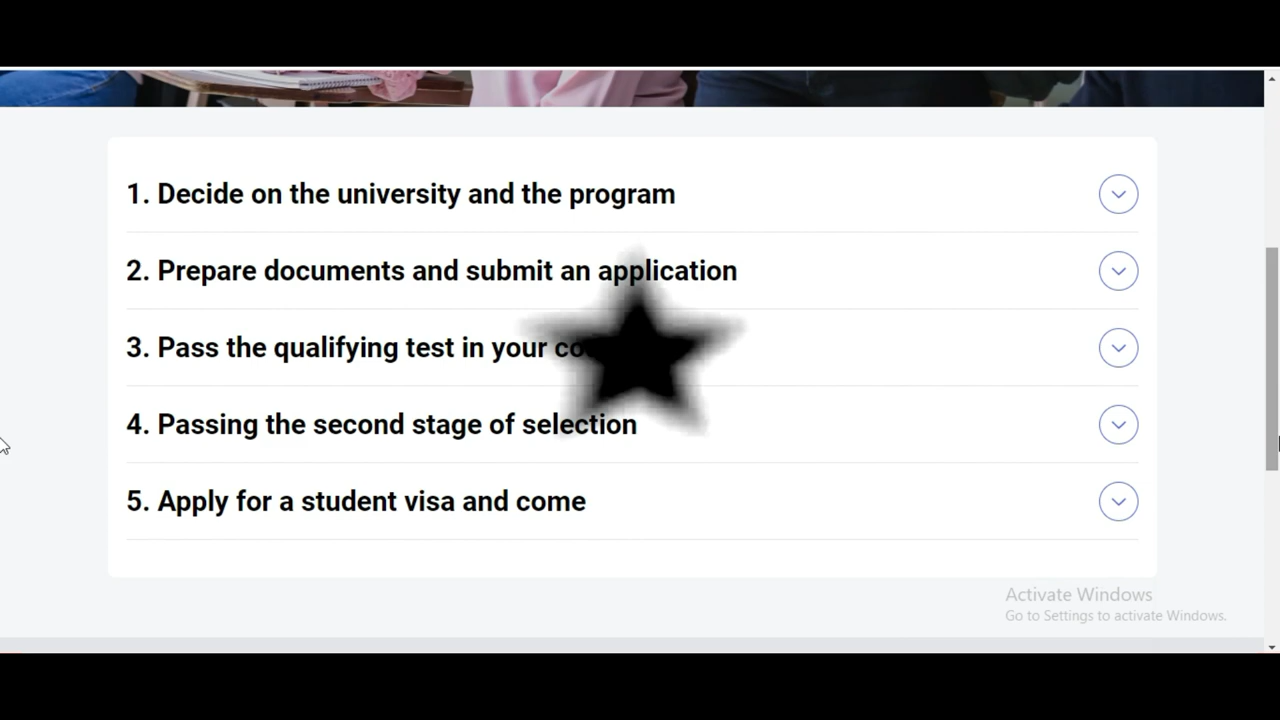 1. Decide on the university and the program
2. Prepare documents and submit an application
3. Pass the qualifying test in your
4. Passing the second stage of selection
5. Apply for a student visa and come
Activate Windows
Go to Settings to activate Windows.